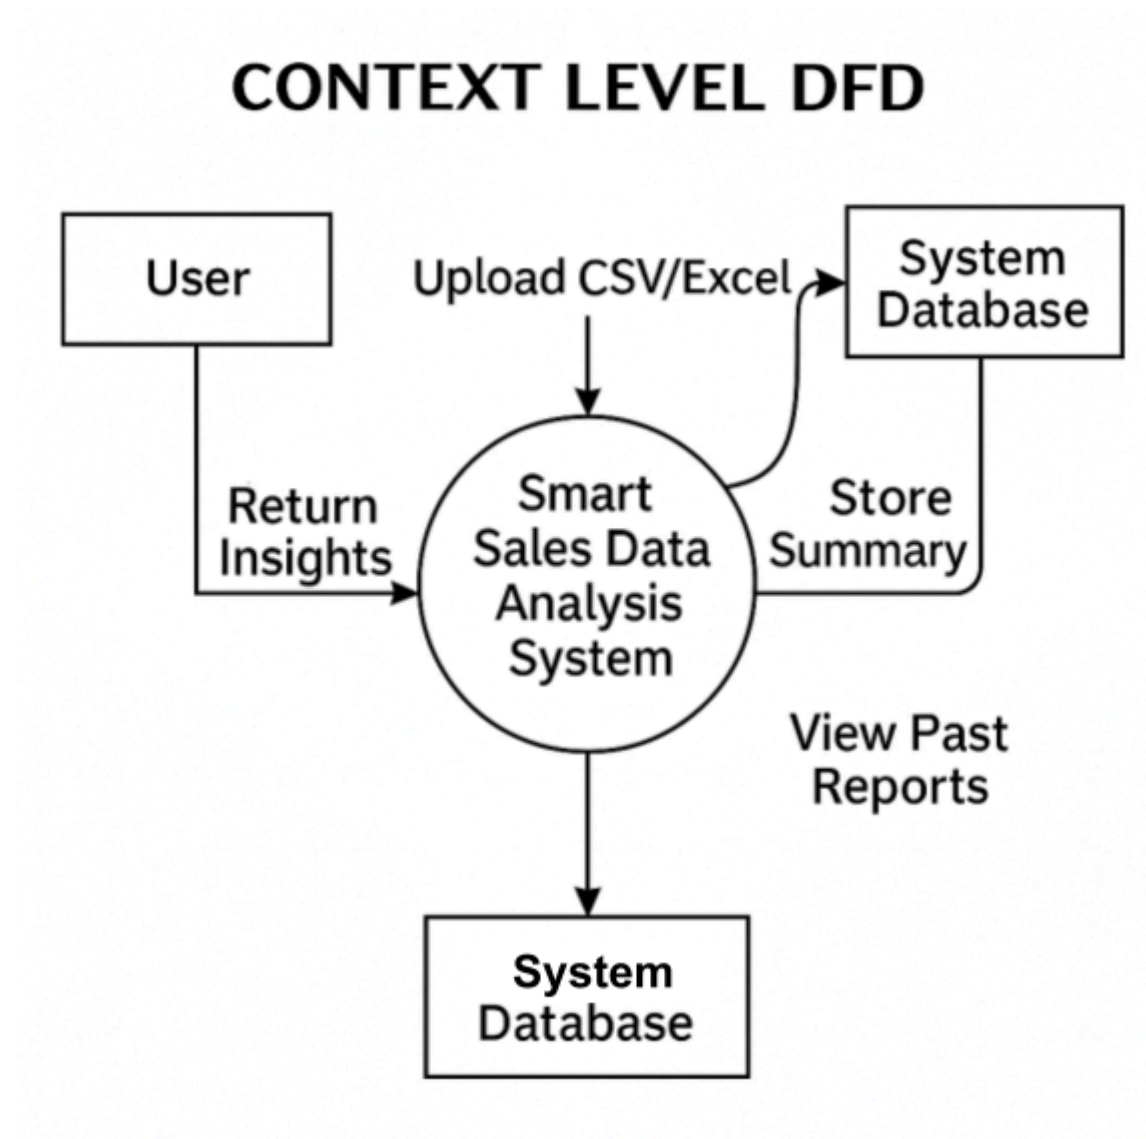 CONTEXT LEVEL DFD
User
Upload CSV/Excel
System
Database
Return
Insights
Smart
Sales Data
Analysis
System
Store
Summary
View Past
Reports
System
Database